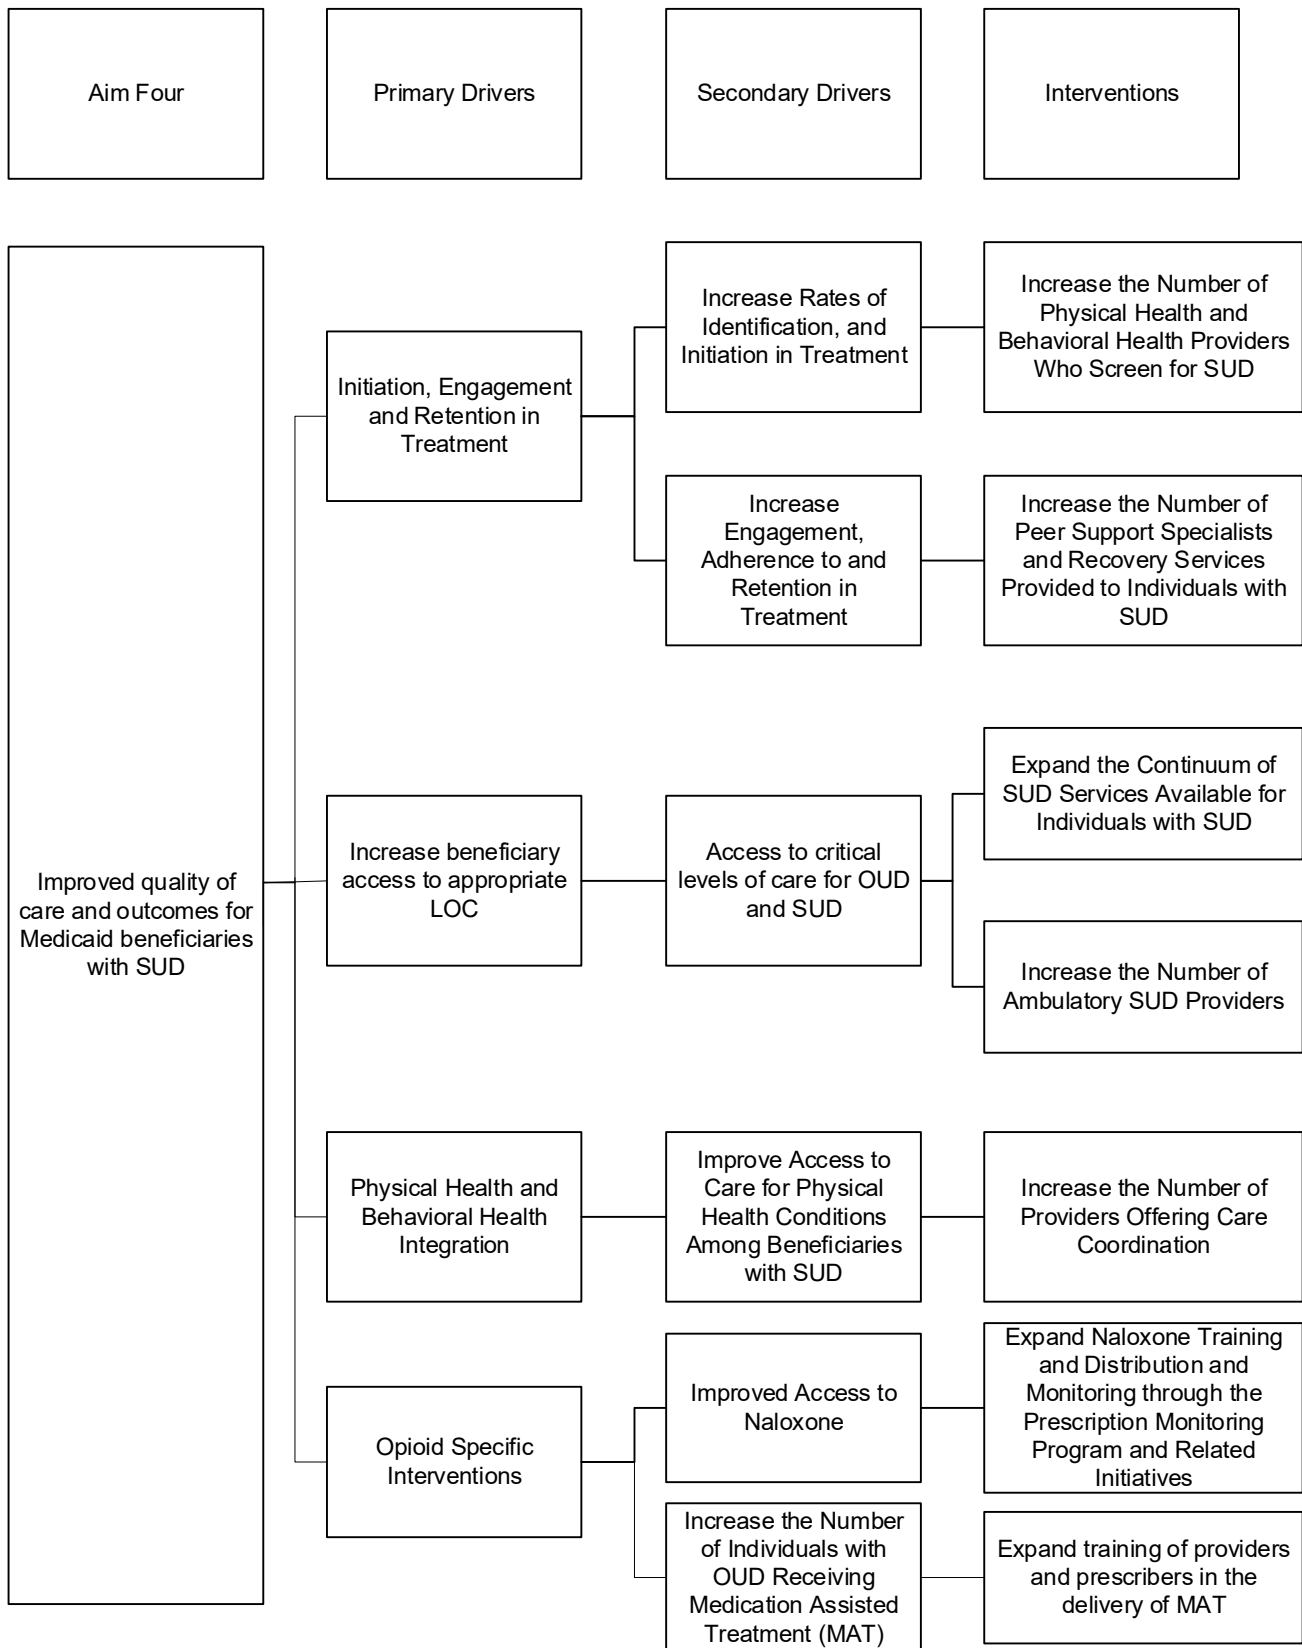 Aim Four
Primary Drivers
Secondary Drivers
Interventions
Improved quality of
care and outcomes for
Medicaid beneficiaries
with SUD
Initiation, Engagement
and Retention in
Treatment
Increase Rates of
Identification, and
Initiation in Treatment
Increase the Number of
Physical Health and
Behavioral Health Providers
Who Screen for SUD
Increase
Engagement,
Adherence to and
Retention in
Treatment
Increase the Number of
Peer Support Specialists
and Recovery Services
Provided to Individuals with
SUD
Increase beneficiary
access to appropriate
LOC
Access to critical
levels of care for OUD
and SUD
Expand the Continuum of
SUD Services Available for
Individuals with SUD
Increase the Number of
Ambulatory SUD Providers
Physical Health and
Behavioral Health
Integration
Improve Access to
Care for Physical
Health Conditions
Among Beneficiaries
with SUD
Increase the Number of
Providers Offering Care
Coordination
Opioid Specific
Interventions
Improved Access to
Naloxone
Expand Naloxone Training
and Distribution and
Monitoring through the
Prescription Monitoring
Program and Related
Initiatives
Increase the Number
of Individuals with
OUD Receiving
Medication Assisted
Treatment (MAT)
Expand training of providers
and prescribers in the
delivery of MAT